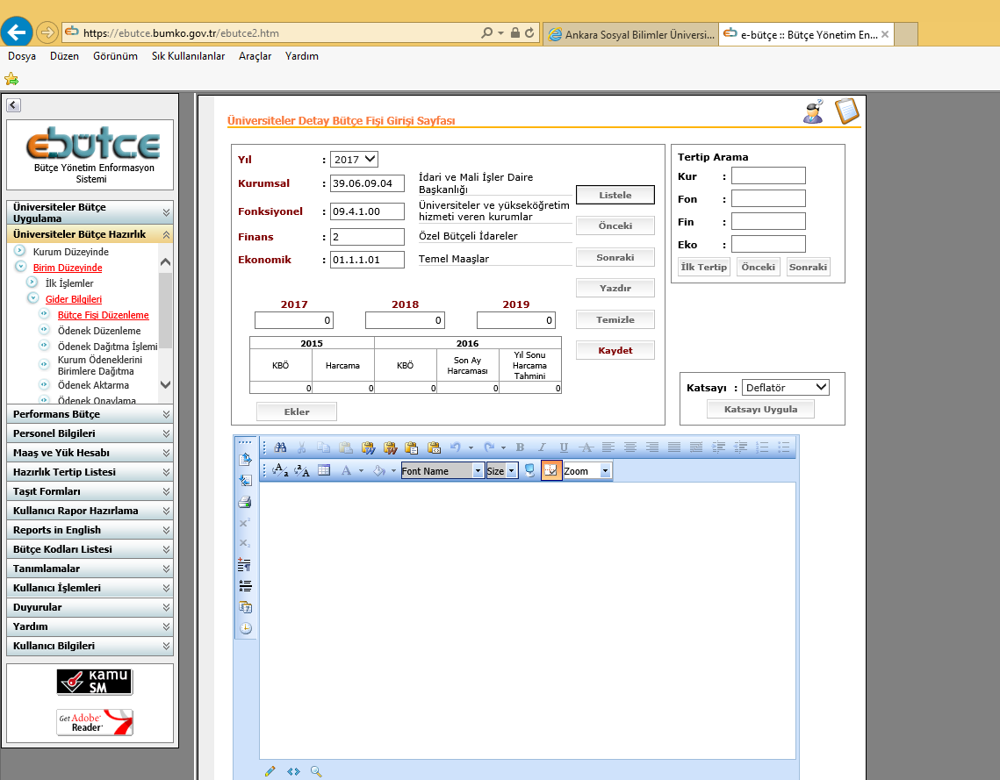 https://ebutce.bumko.gov.tr/ebutce2.htm
Ankara Sosyal Bilimler Üniversi...
e-bütçe :: Bütçe Yönetim En...
Dosya Düzen Görünüm Sık Kullanılanlar Araçlar Yardım
ebütçe
Bütçe Yönetim Enformasyon
Sistemi
Üniversiteler Bütçe
Uygulama
Üniversiteler Bütçe Hazırlık
Kurum Düzeyinde
Birim Düzeyinde
İlk İşlemler
Gider Bilgileri
Bütçe Fişi Düzenleme
Ödenek Düzenleme
Ödenek Dağıtma İşlemi
Kurum Ödeneklerini
Birimlere Dağıtma
Ödenek Aktarma
Ödenek Onaylama
Performans Bütçe
Personel Bilgileri
Maaş ve Yük Hesabı
Hazırlık Tertip Listesi
Taşıt Formları
Kullanıcı Rapor Hazırlama
Reports in English
Bütçe Kodları Listesi
Tanımlamalar
Kullanıcı İşlemleri
Duyurular
Yardım
Kullanıcı Bilgileri
kamu
SM
Get Adobe
Reader
Üniversiteler Detay Bütçe Fişi Girişi Sayfası
Yıl : 2017
Kurumsal : 39.06.09.04 İdari ve Mali İşler Daire
Başkanlığı
Fonksiyonel : 09.4.1.00 Üniversiteler ve yükseköğretim
hizmeti veren kurumlar
Finans : 2 Özel Bütçeli İdareler
Ekonomik : 01.1.1.01 Temel Maaşlar
Listele
Önceki
Sonraki
Yazdır
Temizle
Kaydet
2017 2018 2019
0 0 0
2015 2016
KBÖ Harcama KBÖ Son Ay
Harcaması Yıl Sonu
Harcama
Tahmini
0 0 0 0 0
Ekler
Tertip Arama
Kur :
Fon :
Fin :
Eko :
İlk Tertip Önceki Sonraki
Katsayı : Deflatör
Katsayı Uygula
Font Name Size Zoom